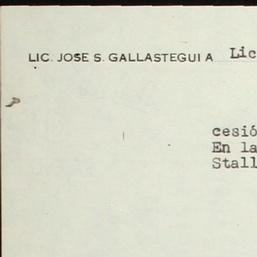 LIC. JOSE S. GALLASTEGUI A Lic
cesió
En la
Stall